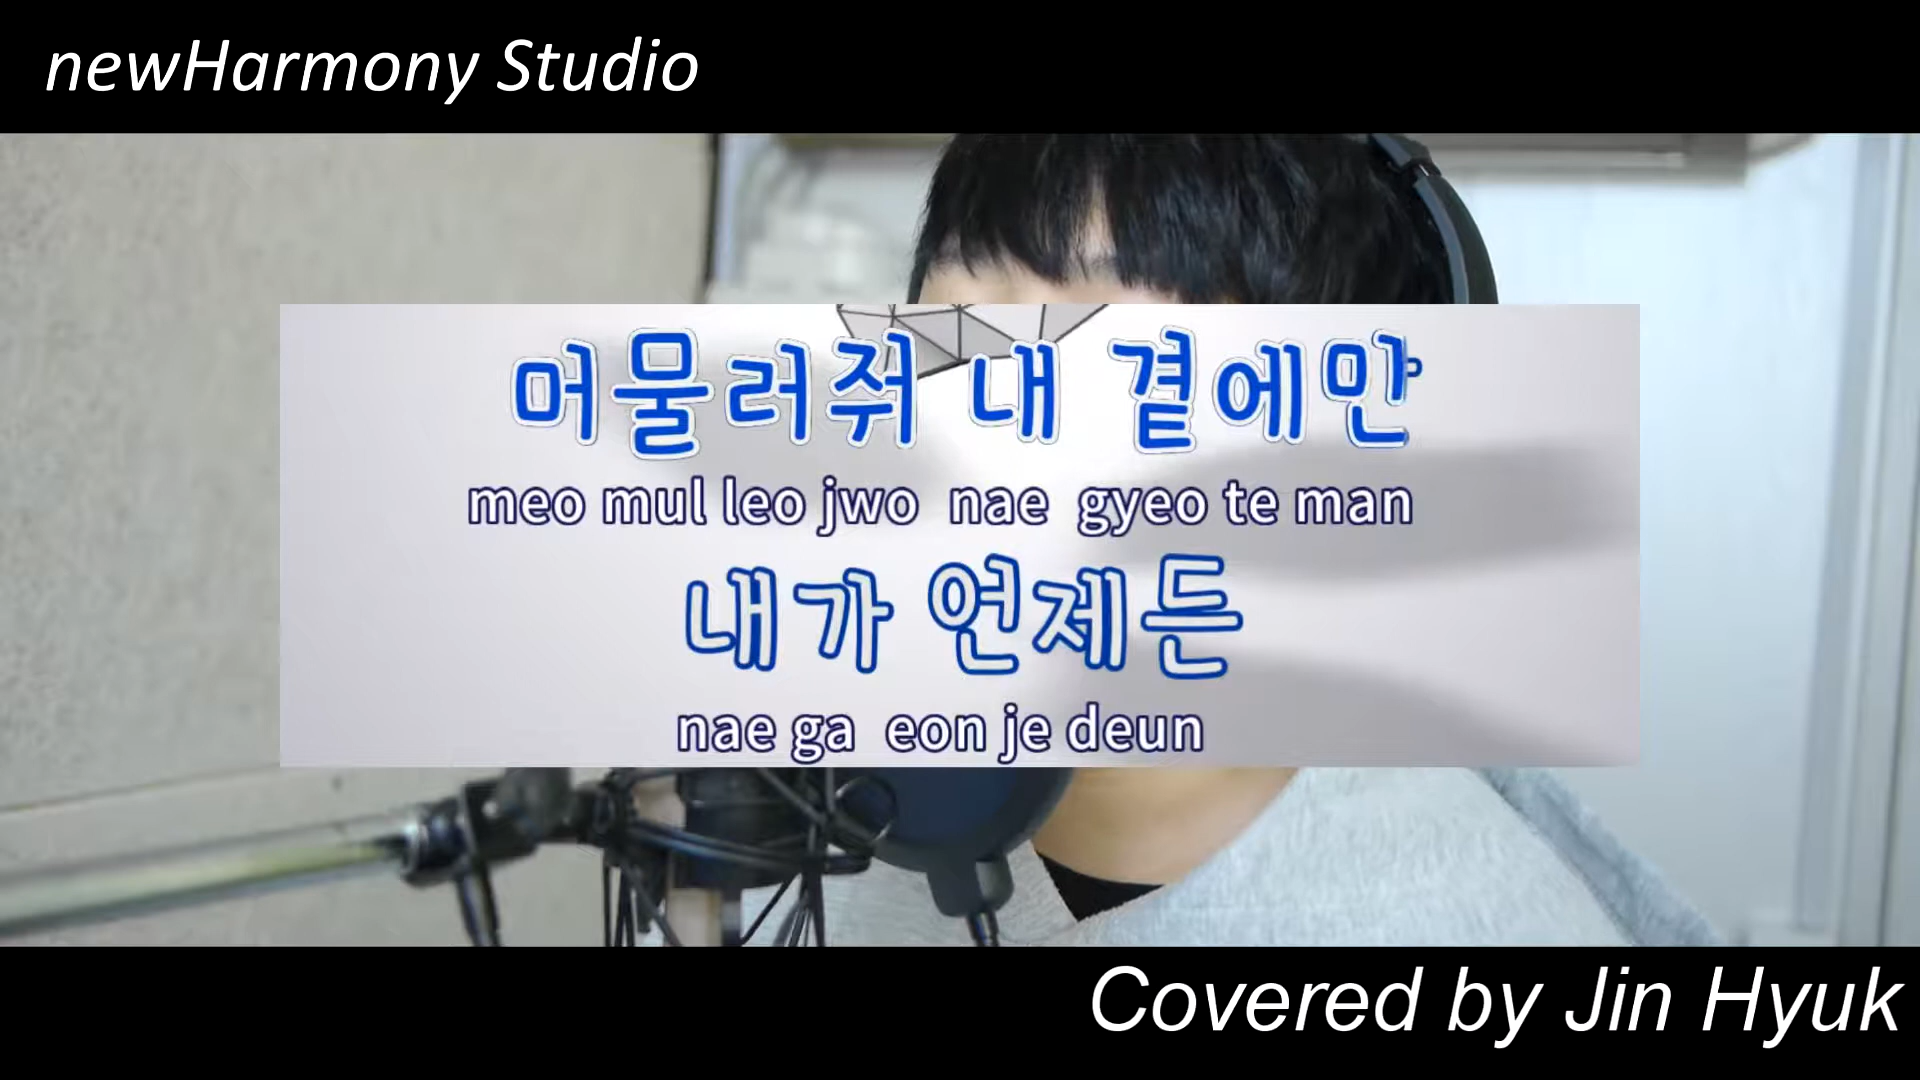 newHarmony Studio
머물러줘 내 곁에만
meo mul leo jwo nae gyeo te man
내가 언제든
nae ga eon je deun
Covered by Jin Hyuk